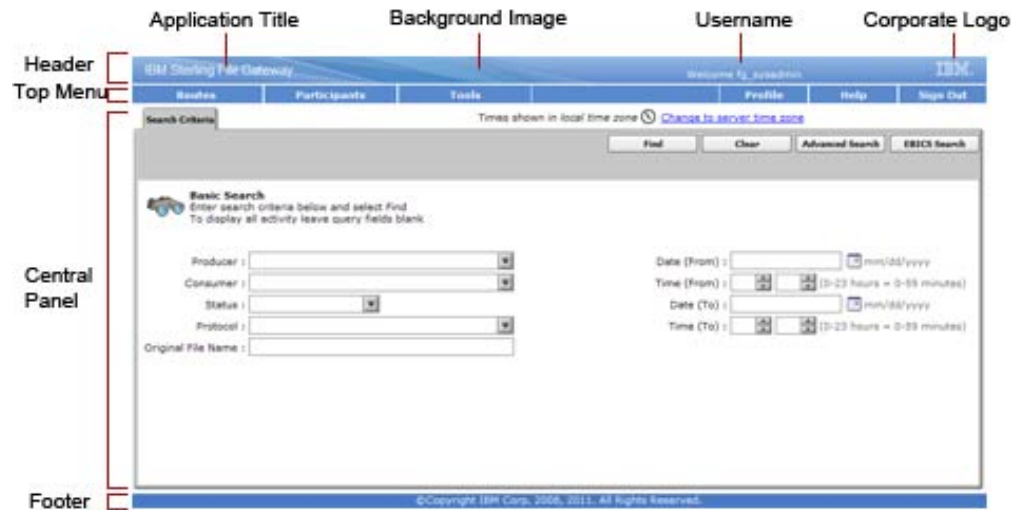 Application Title Background Image Username Corporate Logo
Header
IBM Sterling File Gateway Welcome fg_sysadmin IBM.
Top Menu
Routes Participants Tools Profile Help Sign Out
Search Criteria Times shown in local time zone Change to server time zone
Find Clear Advanced Search EBICS Search
Basic Search
Enter search criteria below and select Find
To display all activity leave query fields blank
Central Panel
Producer : Date (From) : mm/dd/yyyy
Consumer : Time (From) : (0-23 hours - 0-59 minutes)
Status : Date (To) : mm/dd/yyyy
Protocol : Time (To) : (0-23 hours - 0-59 minutes)
Original File Name :
Footer
©Copyright IBM Corp. 2008, 2011. All Rights Reserved.